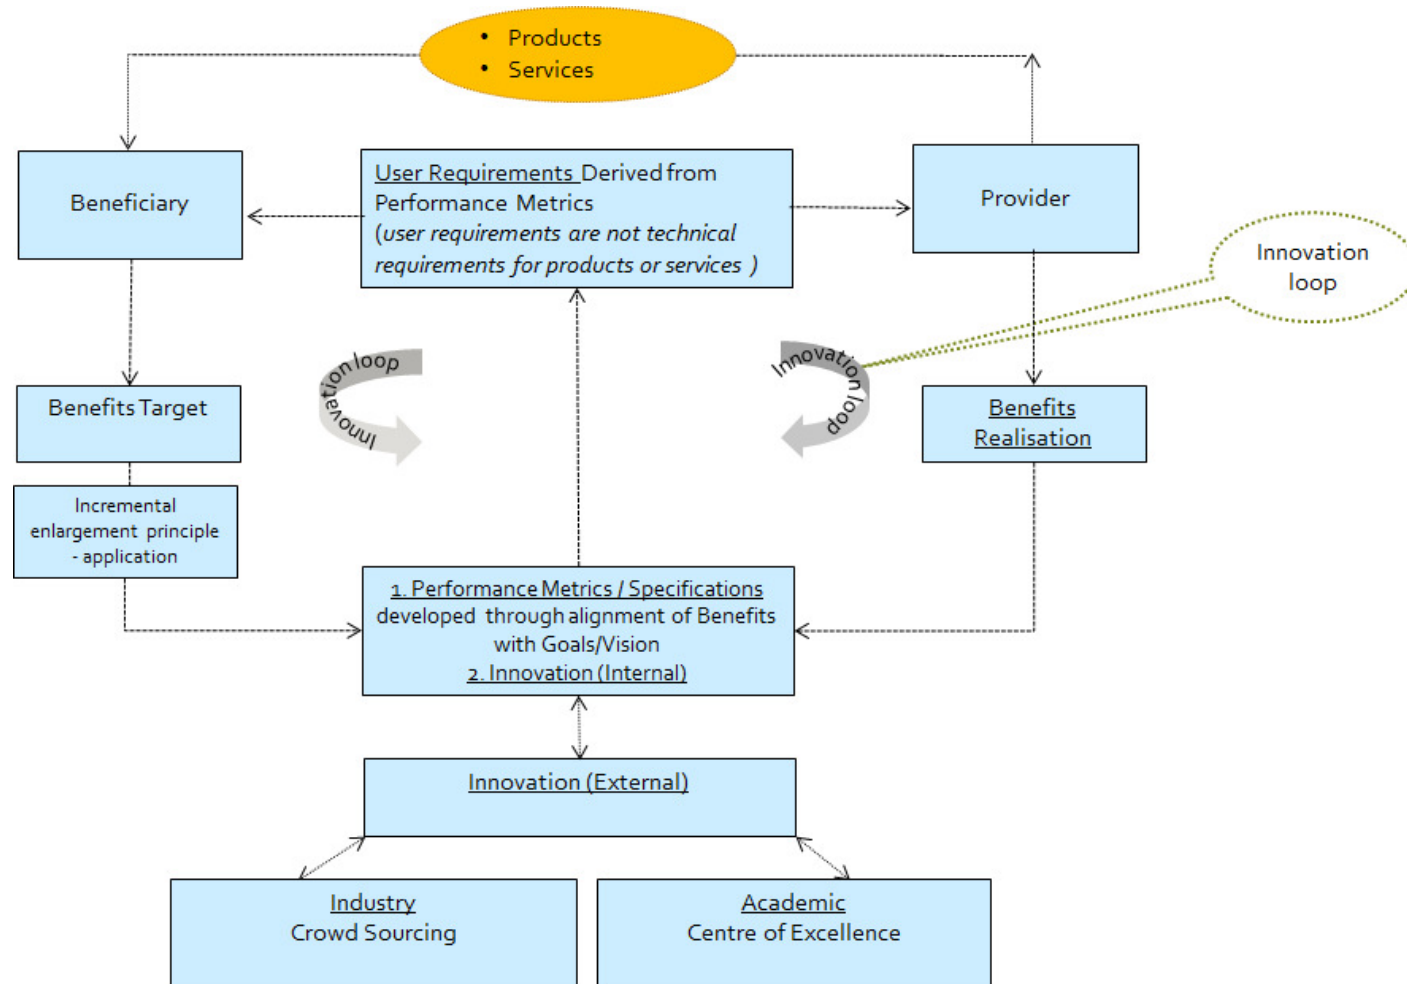 • Products
• Services
Beneficiary
User Requirements Derived from
Performance Metrics
(user requirements are not technical
requirements for products or services )
Provider
Innovation
loop
Innovation loop
Innovation loop
Benefits Target
Benefits
Realisation
Incremental
enlargement principle
- application
1. Performance Metrics / Specifications
developed through alignment of Benefits
with Goals/Vision
2. Innovation (Internal)
Innovation (External)
Industry
Crowd Sourcing
Academic
Centre of Excellence